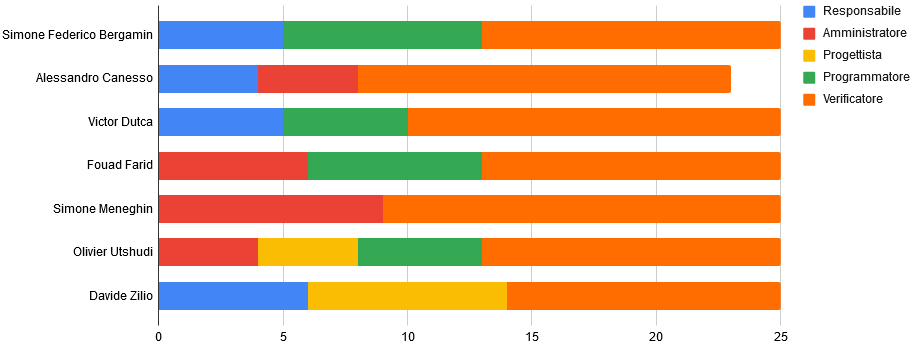 Responsabile
Amministratore
Progettista
Programmatore
Verificatore
Simone Federico Bergamin
Alessandro Canesso
Victor Dutca
Fouad Farid
Simone Meneghin
Olivier Utshudi
Davide Zilio
0 5 10 15 20 25